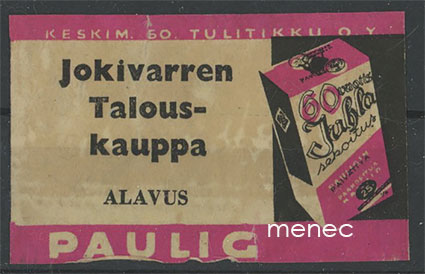 KESKIM. 60. TULITIKKU O.Y.
Jokivarren
Talous-
kauppa
ALAVUS
60
Juhla
sekoitus
PAULIG
menec